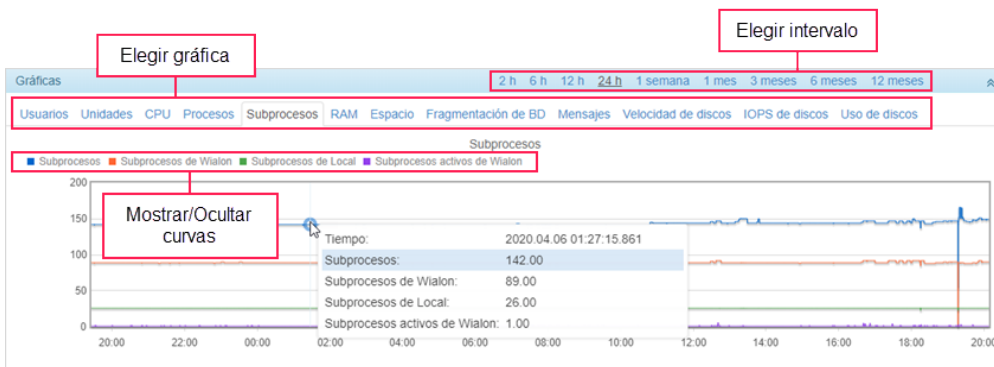 Elegir gráfica
Elegir intervalo
Gráficas
2 h 6 h 12 h 24 h 1 semana 1 mes 3 meses 6 meses 12 meses
Usuarios Unidades CPU Procesos Subprocesos RAM Espacio Fragmentación de BD Mensajes Velocidad de discos IOPS de discos Uso de discos
Subprocesos
Subprocesos Subprocesos de Wialon Subprocesos de Local Subprocesos activos de Wialon
200
150
100
50
0
Mostrar/Ocultar
curvas
Tiempo: 2020.04.06 01:27:15.861
Subprocesos: 142.00
Subprocesos de Wialon: 89.00
Subprocesos de Local: 26.00
Subprocesos activos de Wialon: 1.00
20:00 22:00 00:00 02:00 04:00 06:00 08:00 10:00 12:00 14:00 16:00 18:00 20:00